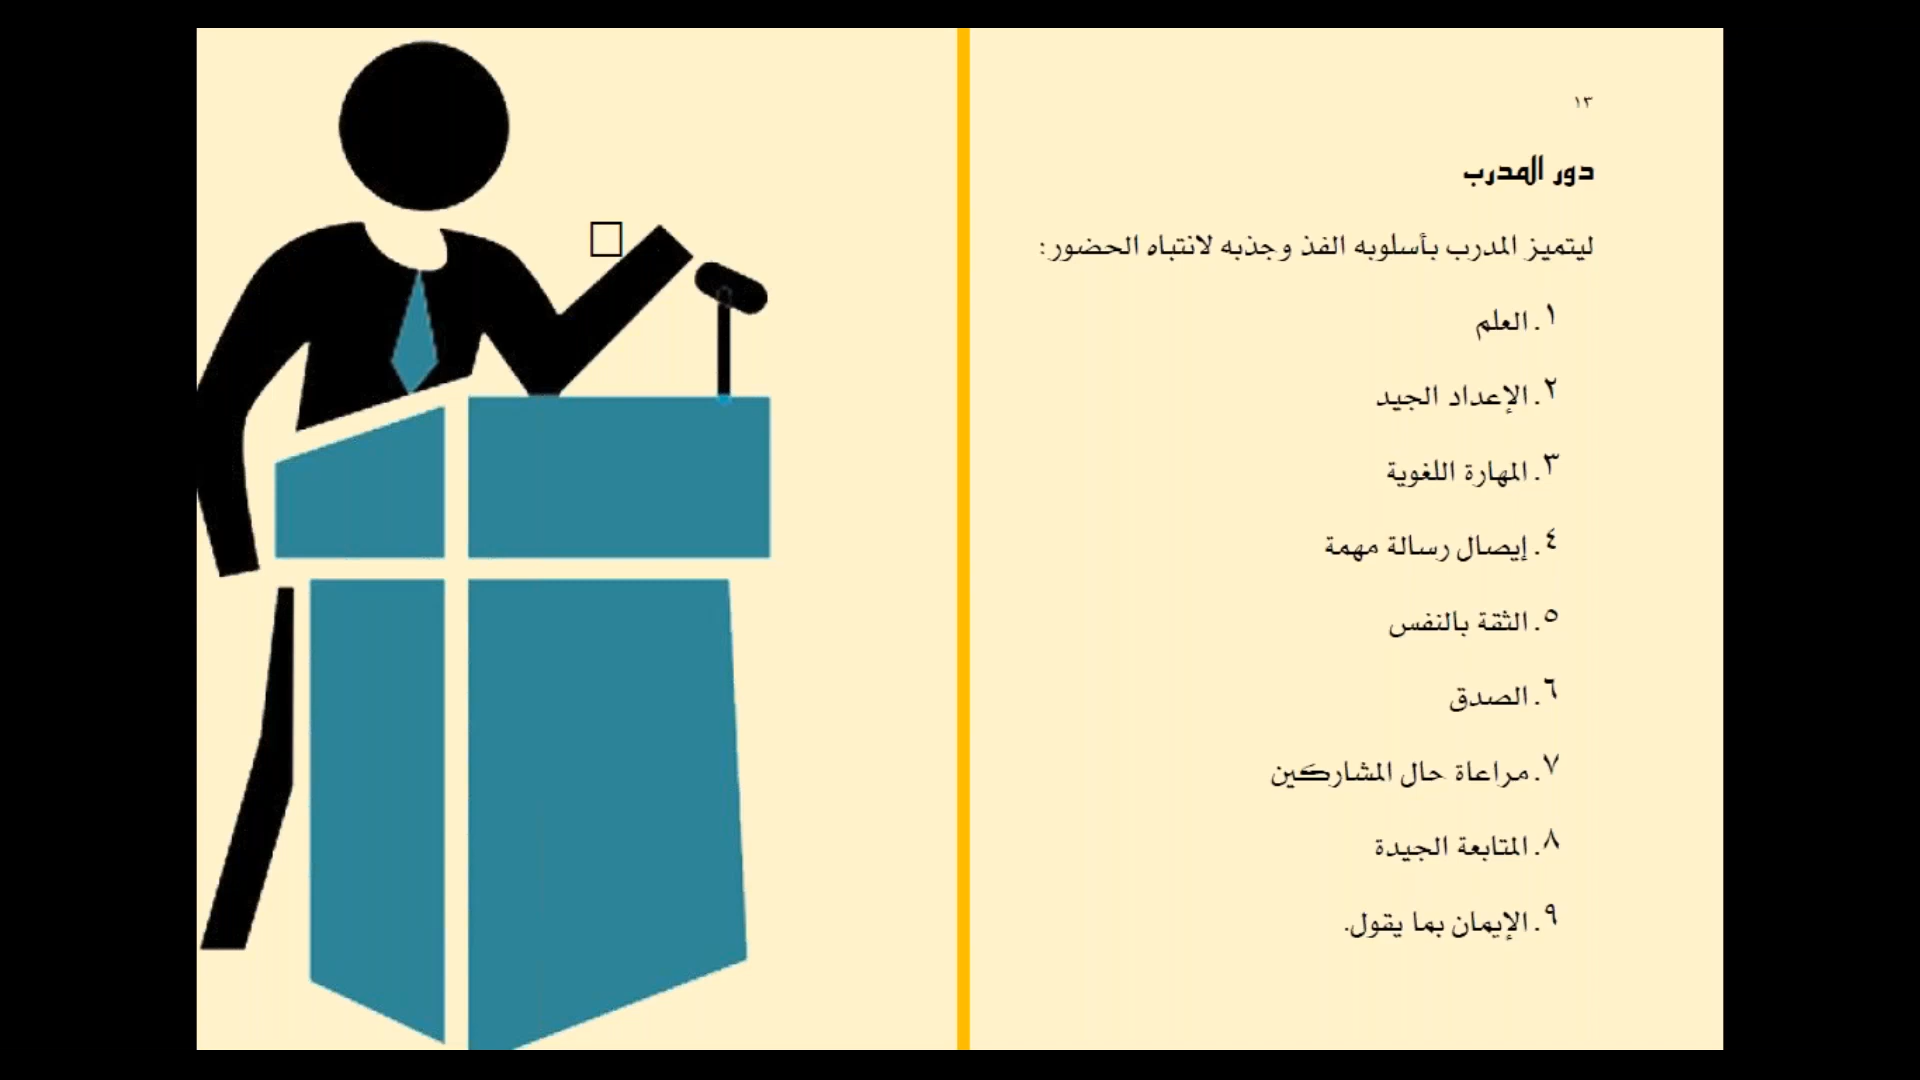 ١٣
دور المدرب
ليتميز المدرب بأسلوبه الفذ وجذبه لانتباه الحضور:
١. العلم
٢. الإعداد الجيد
٣. المهارة اللغوية
٤. إيصال رسالة مهمة
٥. الثقة بالنفس
٦. الصدق
٧. مراعاة حال المشاركين
٨. المتابعة الجيدة
٩. الإيمان بما يقول.